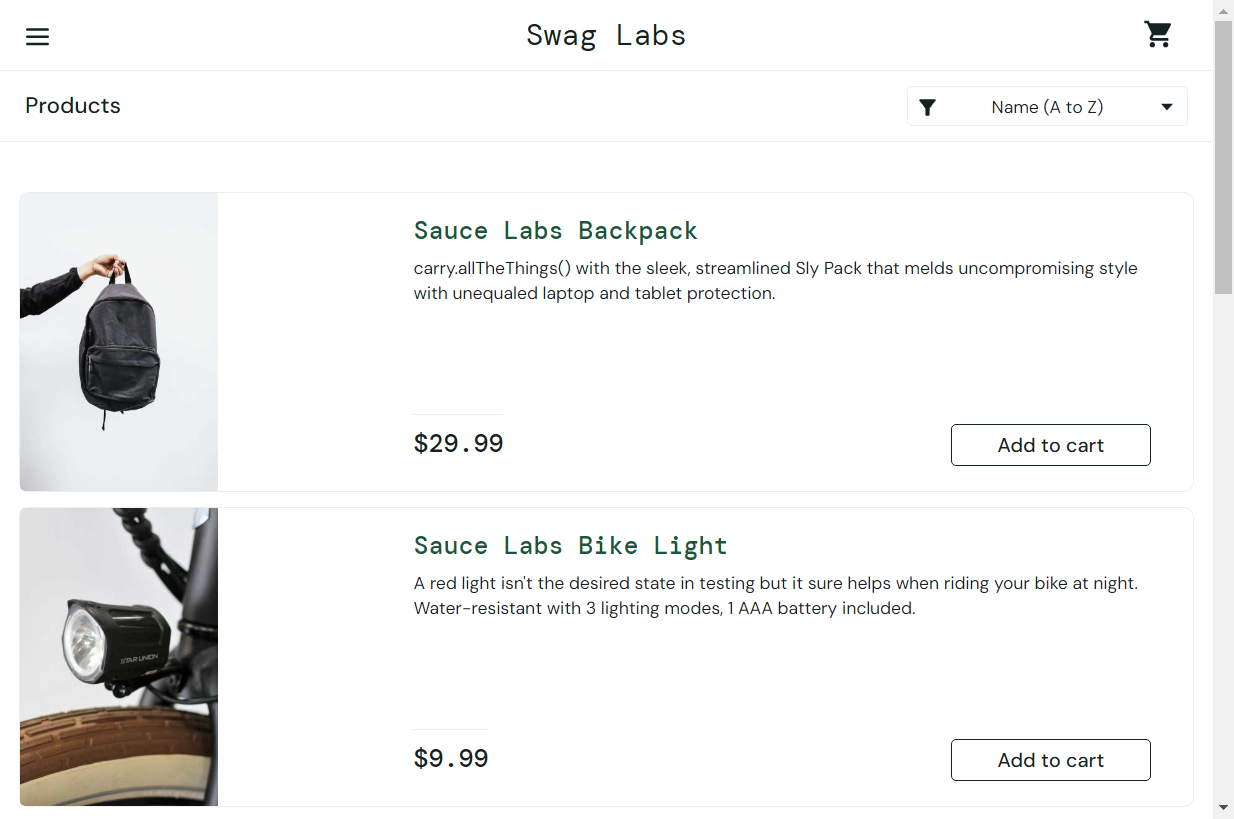 Swag Labs
Products
Name (A to Z)
Sauce Labs Backpack
carry.allTheThings() with the sleek, streamlined Sly Pack that melds uncompromising style
with unequaled laptop and tablet protection.
$29.99
Add to cart
Sauce Labs Bike Light
A red light isn't the desired state in testing but it sure helps when riding your bike at night.
Water-resistant with 3 lighting modes, 1 AAA battery included.
STAR UNION
$9.99
Add to cart